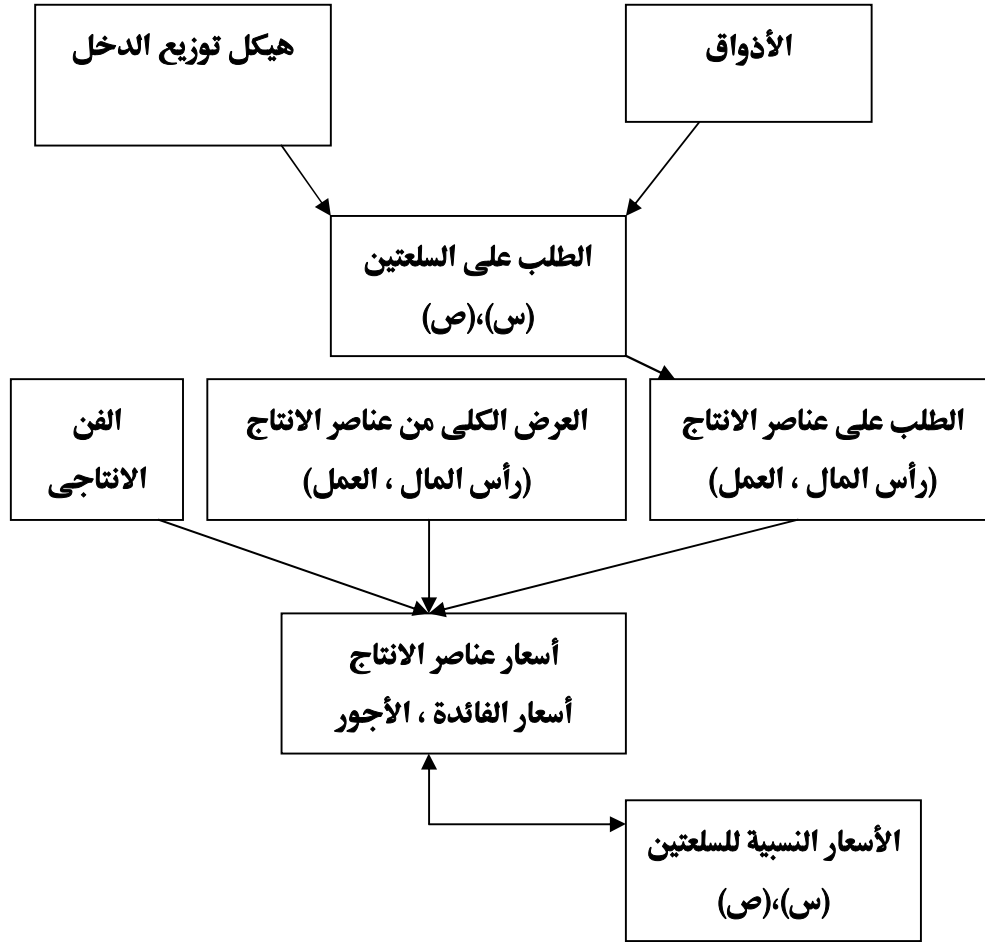 الأذواق
هيكل توزيع الدخل
الطلب على السلعتين
(س)،(ص)
الطلب على عناصر الانتاج
(رأس المال ، العمل)
العرض الكلى من عناصر الانتاج
(رأس المال ، العمل)
الفن
الانتاجى
أسعار عناصر الانتاج
أسعار الفائدة ، الأجور
الأسعار النسبية للسلعتين
(س)،(ص)